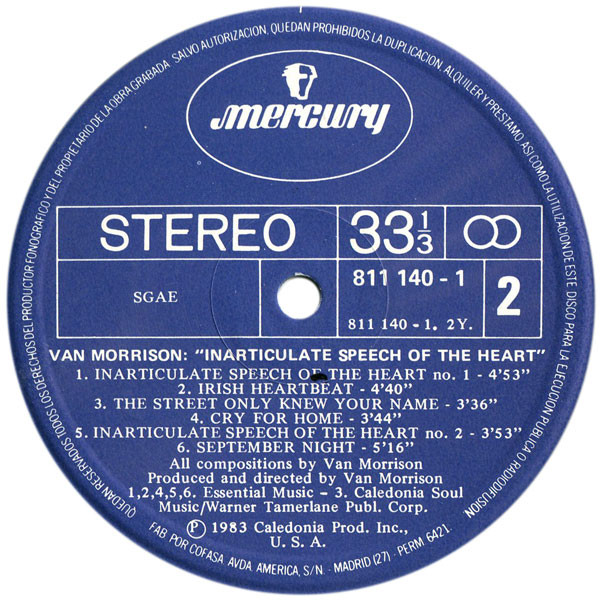 QUEDAN RESERVADOS TODOS LOS DERECHOS DEL PRODUCTOR FONOGRAFICO Y DEL PROPIETARIO DE LA OBRA GRABADA. SALVO AUTORIZACION, QUEDAN PROHIBIDOS LA DUPLICACION, ALQUILER Y PRESTAMO, ASI COMO LA UTILIZACION DE ESTE DISCO PARA LA EJECUCION PUBLICA O RADIODIFUSION
mercury
STEREO 33 1/3
811 140 - 1
SGAE 2
811 140 - 1. 2Y.
VAN MORRISON: “INARTICULATE SPEECH OF THE HEART”
1. INARTICULATE SPEECH OF THE HEART no. 1 - 4’53”
2. IRISH HEARTBEAT - 4’40”
3. THE STREET ONLY KNEW YOUR NAME - 3’36”
4. CRY FOR HOME - 3’44”
5. INARTICULATE SPEECH OF THE HEART no. 2 - 3’53”
6. SEPTEMBER NIGHT - 5’16”
All compositions by Van Morrison
Produced and directed by Van Morrison
1,2,4,5,6. Essential Music - 3. Caledonia Soul
Music/Warner Tamerlane Publ. Corp.
℗ 1983 Caledonia Prod. Inc.,
U. S. A.
FAB. POR COFASA. AVDA. AMERICA, S/N. - MADRID (27) - PERM 6421.